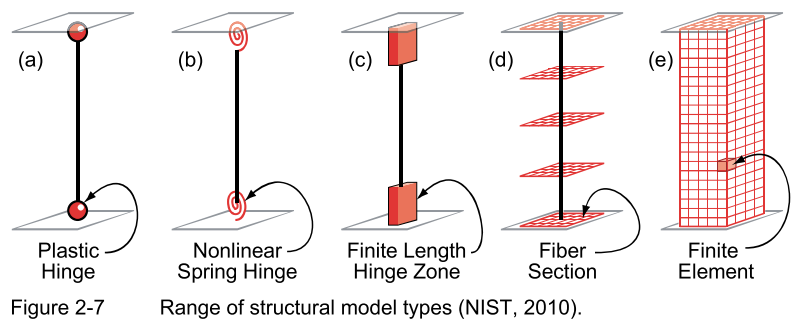 (a)
(b)
(c)
(d)
(e)
Plastic
Hinge
Nonlinear
Spring Hinge
Finite Length
Hinge Zone
Fiber
Section
Finite
Element
Figure 2-7 Range of structural model types (NIST, 2010).